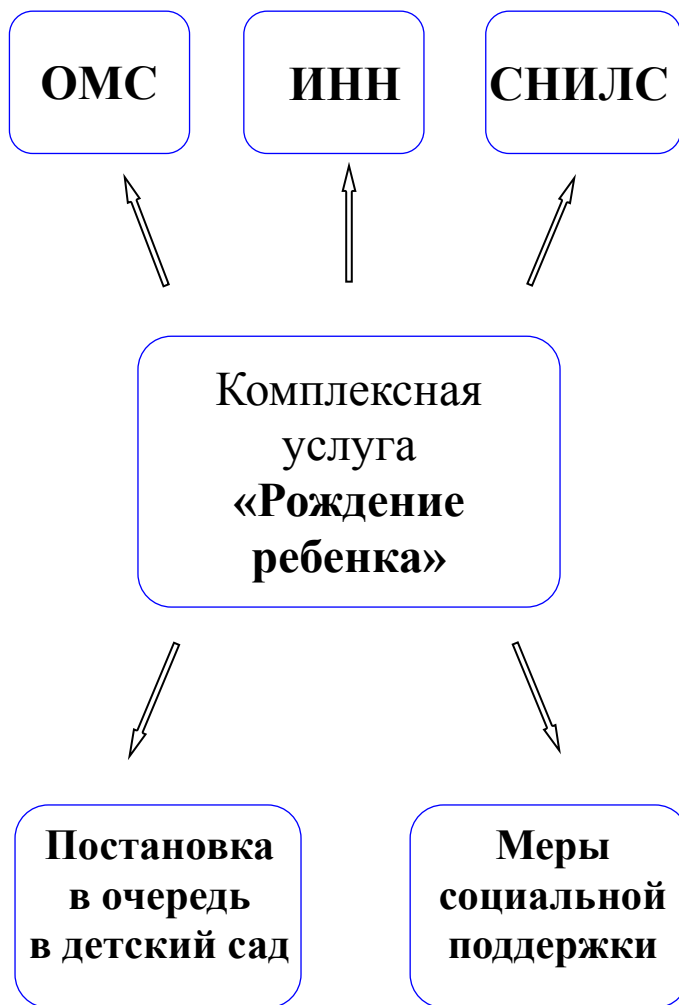 ОМС
ИНН
СНИЛС
Комплексная
услуга
«Рождение
ребенка»
Постановка
в очередь
в детский сад
Меры
социальной
поддержки